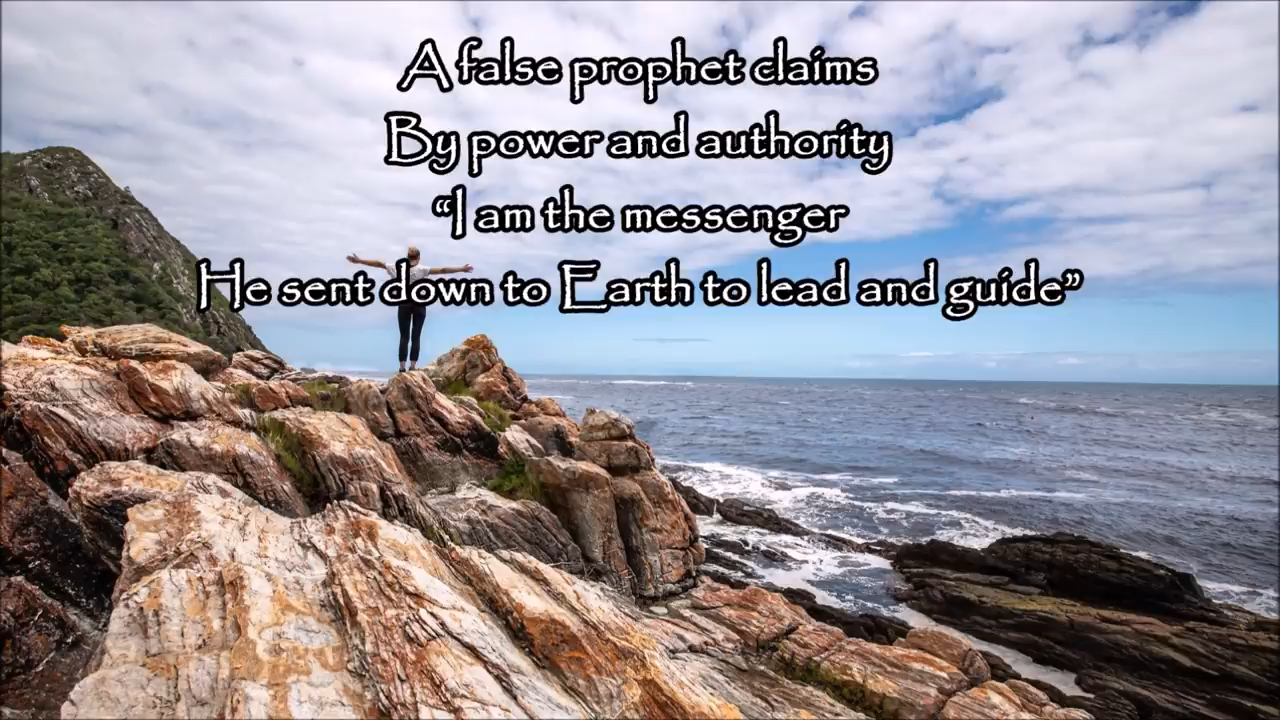 A false prophet claims
By power and authority
“I am the messenger
He sent down to Earth to lead and guide”